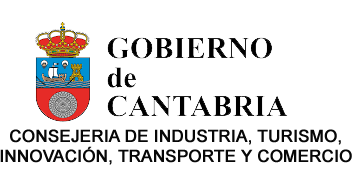 GOBIERNO
de
CANTABRIA
CONSEJERIA DE INDUSTRIA, TURISMO,
INNOVACIÓN, TRANSPORTE Y COMERCIO